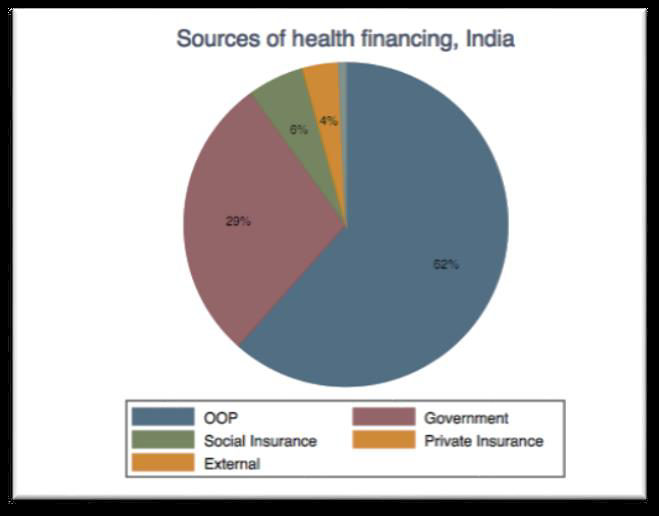 Sources of health financing, India
6%
4%
29%
62%
OOP
Government
Social Insurance
Private Insurance
External